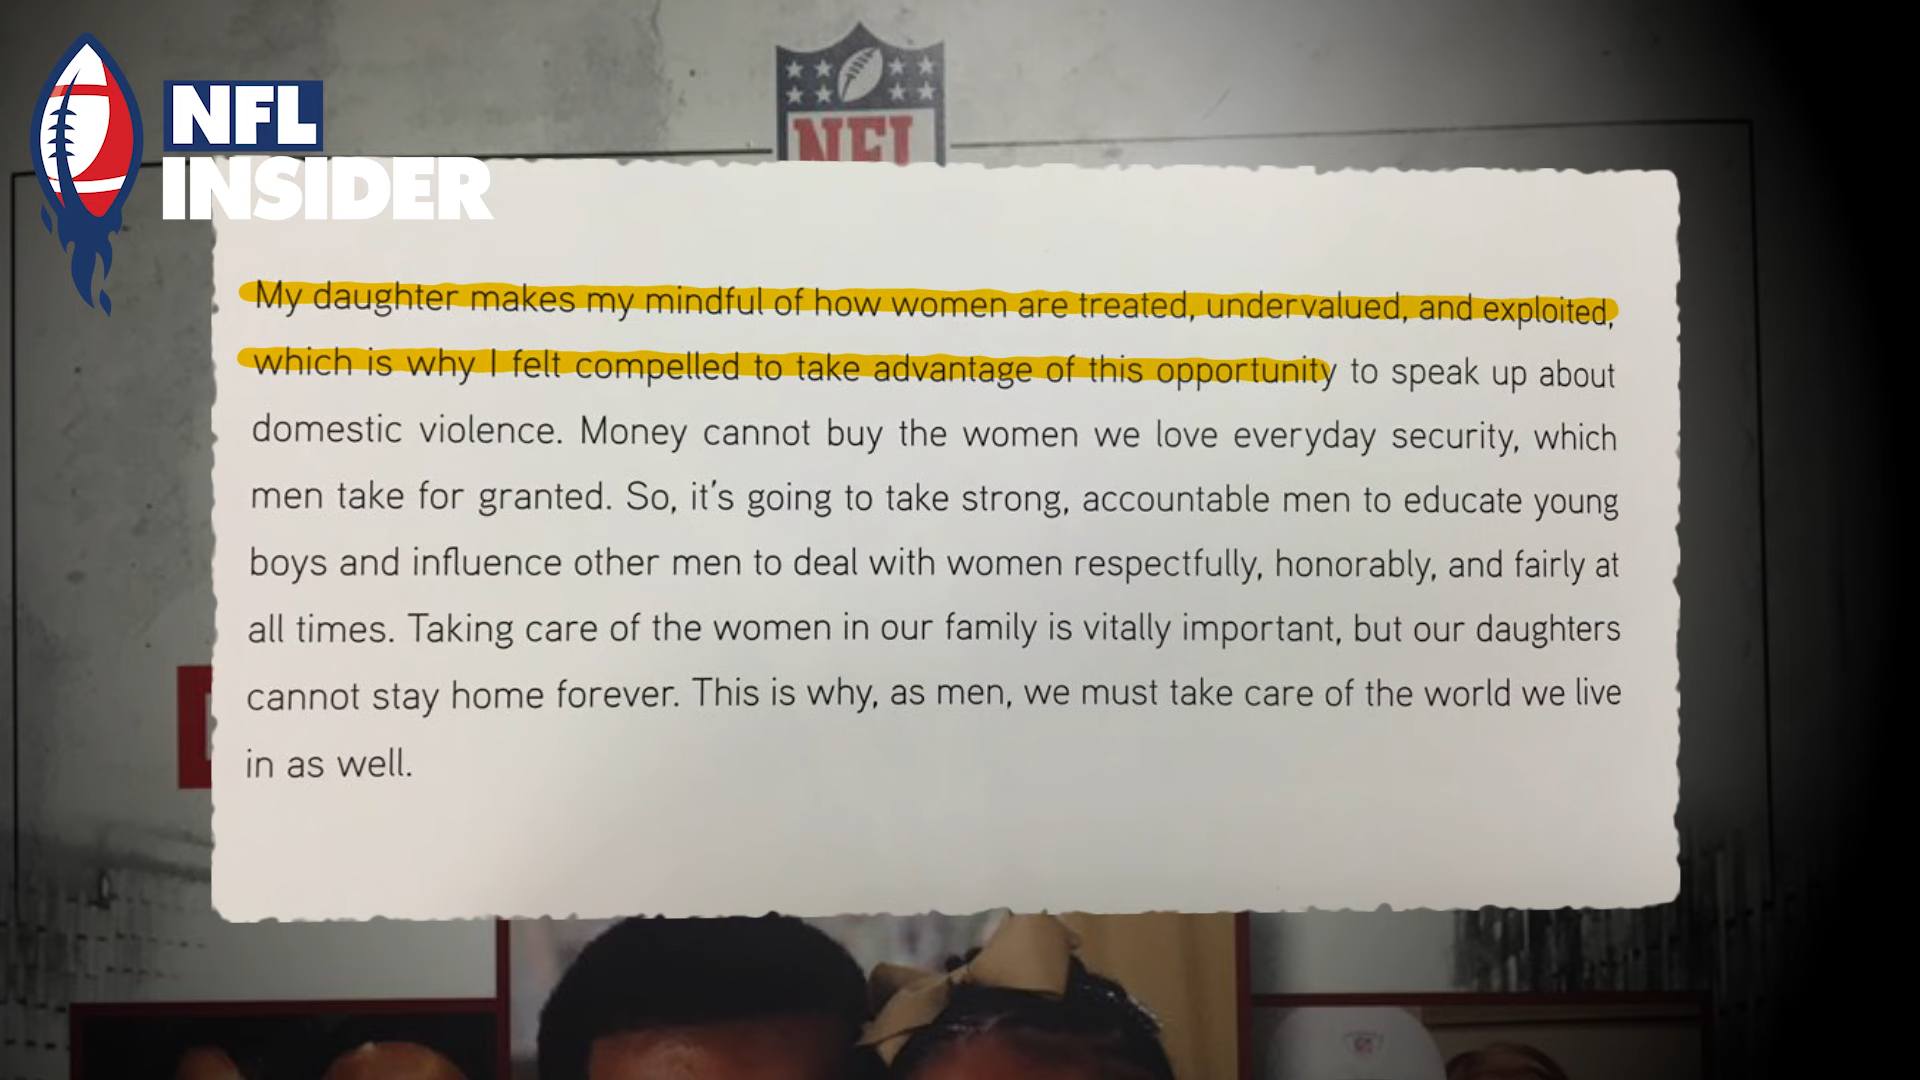 NFL
NFL
INSIDER
My daughter makes my mindful of how women are treated, undervalued, and exploited,
which is why I felt compelled to take advantage of this opportunity to speak up about
domestic violence. Money cannot buy the women we love everyday security, which
men take for granted. So, it's going to take strong, accountable men to educate young
boys and influence other men to deal with women respectfully, honorably, and fairly at
all times. Taking care of the women in our family is vitally important, but our daughters
cannot stay home forever. This is why, as men, we must take care of the world we live
in as well.